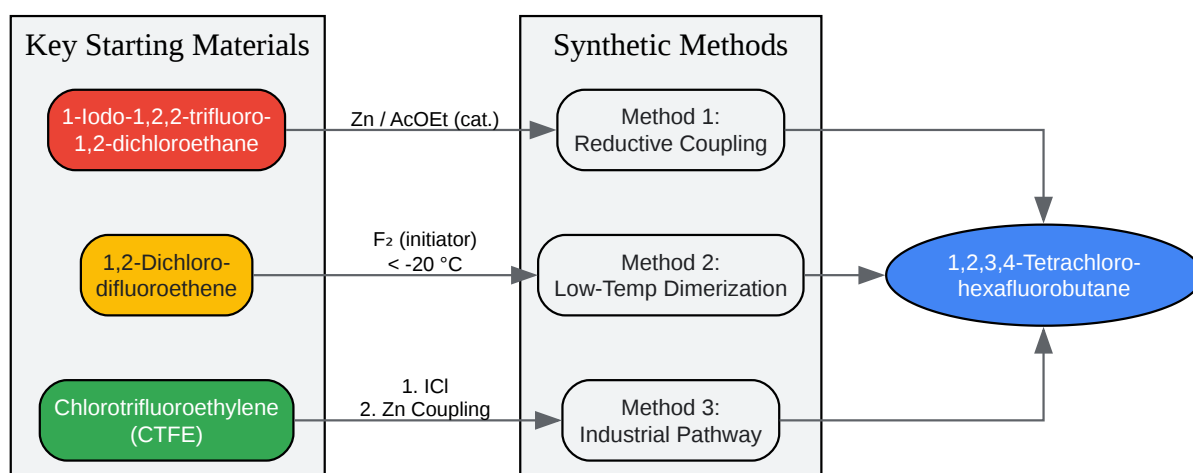 Key Starting Materials
Synthetic Methods
1-Iodo-1,2,2-trifluoro-
1,2-dichloroethane
Zn / AcOEt (cat.)
Method 1:
Reductive Coupling
1,2-Dichloro-
difluoroethene
F₂ (initiator)
< -20 °C
Method 2:
Low-Temp Dimerization
1,2,3,4-Tetrachloro-
hexafluorobutane
Chlorotrifluoroethylene
(CTFE)
1. ICl
2. Zn Coupling
Method 3:
Industrial Pathway